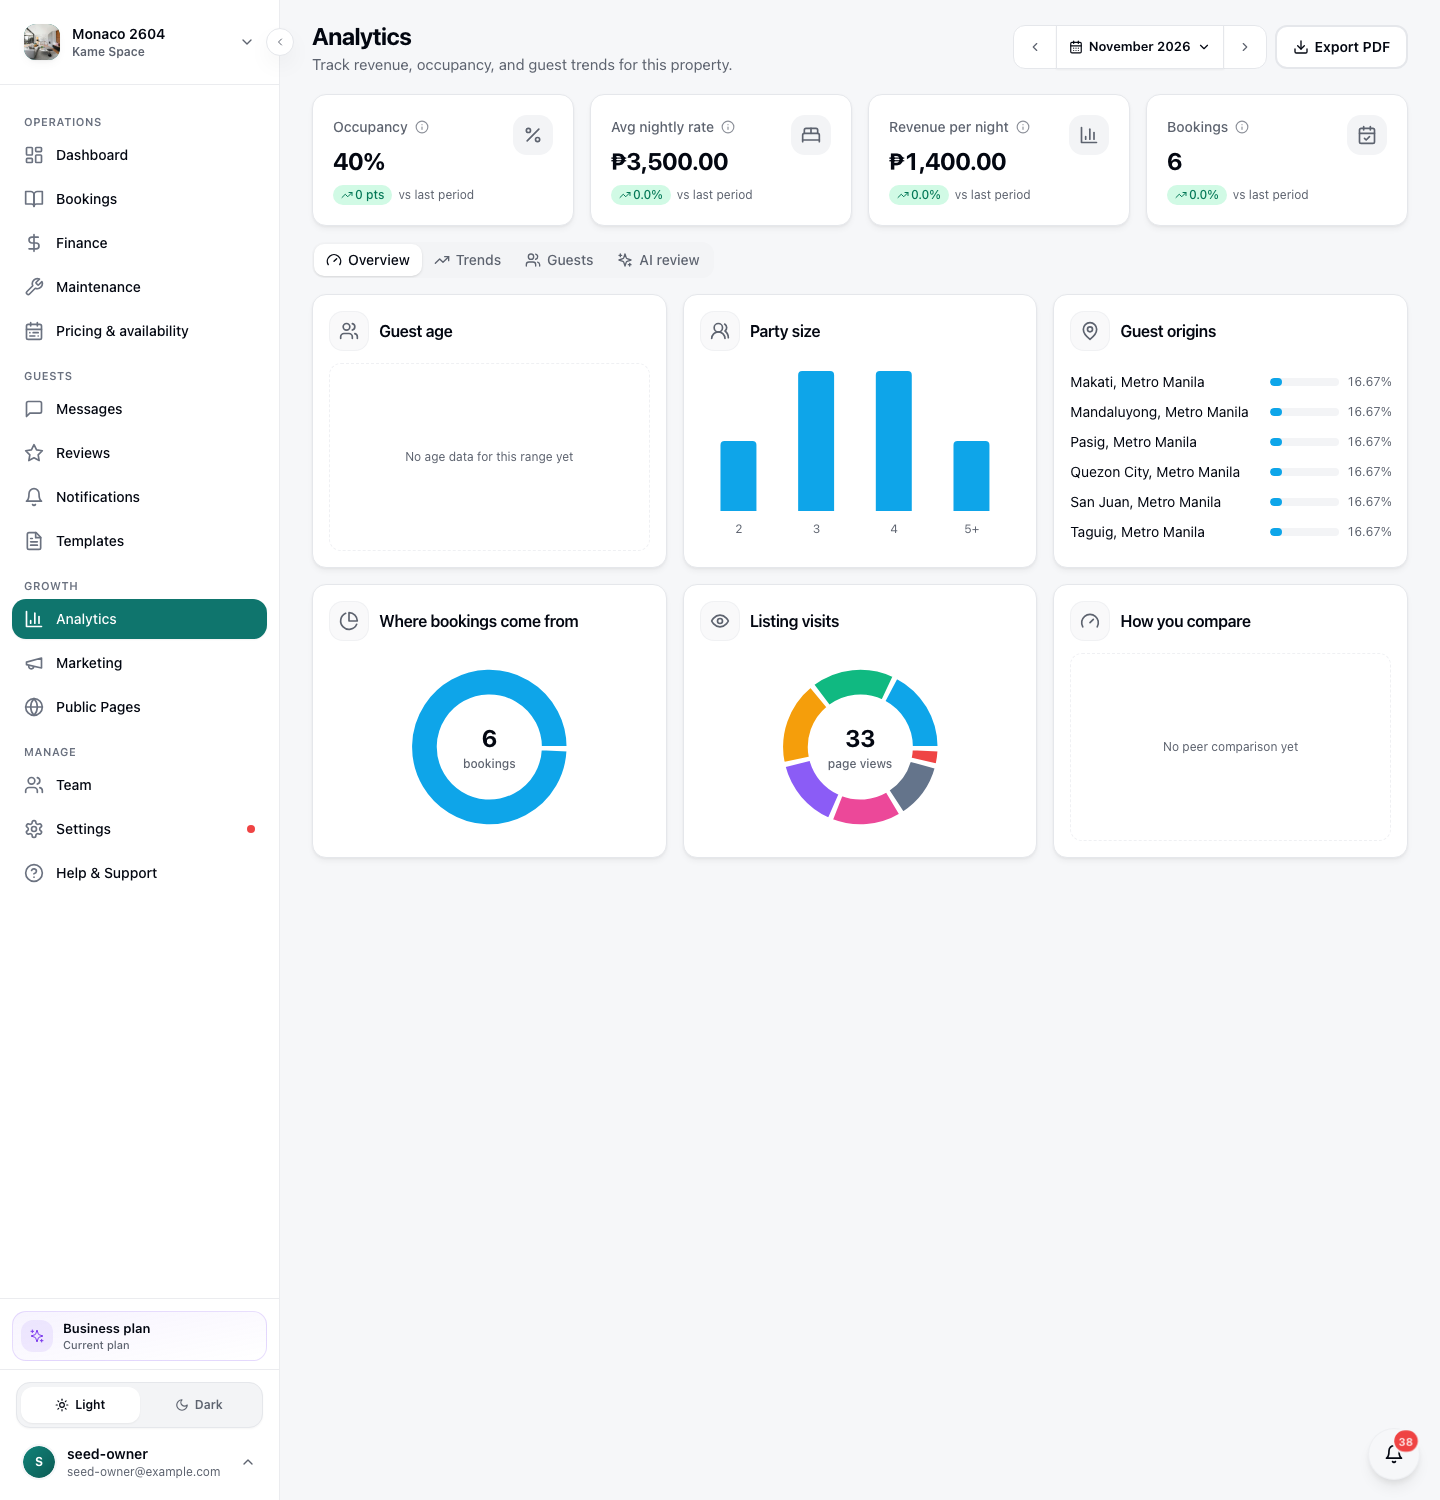 Monaco 2604
Kame Space
OPERATIONS
Dashboard
Bookings
Finance
Maintenance
Pricing & availability
GUESTS
Messages
Reviews
Notifications
Templates
GROWTH
Analytics
Marketing
Public Pages
MANAGE
Team
Settings
Help & Support
Business plan
Current plan
Light
Dark
S
seed-owner
seed-owner@example.com
Analytics
Track revenue, occupancy, and guest trends for this property.
November 2026
Export PDF
Occupancy
40%
0 pts vs last period
Avg nightly rate
₱3,500.00
0.0% vs last period
Revenue per night
₱1,400.00
0.0% vs last period
Bookings
6
0.0% vs last period
Overview
Trends
Guests
AI review
Guest age
No age data for this range yet
Party size
2 3 4 5+
Guest origins
Makati, Metro Manila 16.67%
Mandaluyong, Metro Manila 16.67%
Pasig, Metro Manila 16.67%
Quezon City, Metro Manila 16.67%
San Juan, Metro Manila 16.67%
Taguig, Metro Manila 16.67%
Where bookings come from
6
bookings
Listing visits
33
page views
How you compare
No peer comparison yet
38